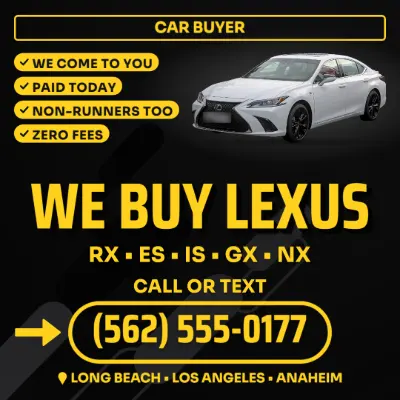 CAR BUYER
WE COME TO YOU
PAID TODAY
NON-RUNNERS TOO
ZERO FEES
WE BUY LEXUS
RX • ES • IS • GX • NX
CALL OR TEXT
(562) 555-0177
LONG BEACH • LOS ANGELES • ANAHEIM